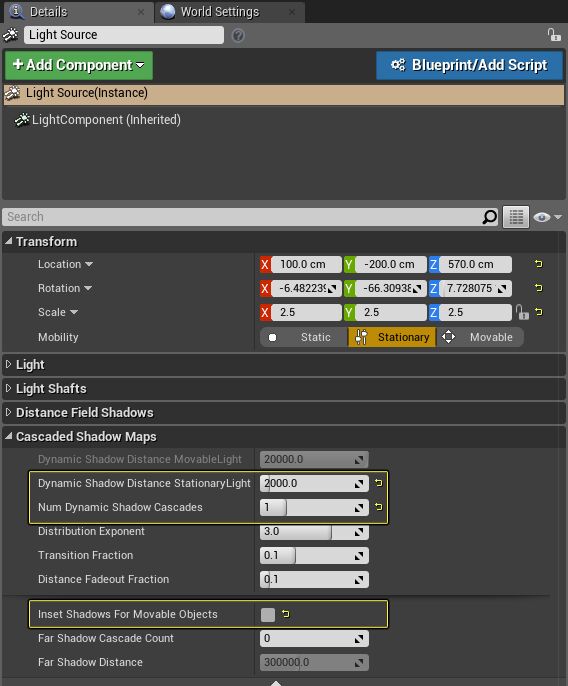 Details World Settings
Light Source
+Add Component Blueprint/Add Script
Light Source(Instance)
LightComponent (Inherited)
Search
Transform
Location X 100.0 cm Y -200.0 cm Z 570.0 cm
Rotation X -6.482239 Y -66.30938 Z 7.728075
Scale X 2.5 Y 2.5 Z 2.5
Mobility Static Stationary Movable
Light
Light Shafts
Distance Field Shadows
Cascaded Shadow Maps
Dynamic Shadow Distance MovableLight 20000.0
Dynamic Shadow Distance StationaryLight 2000.0
Num Dynamic Shadow Cascades 1
Distribution Exponent 3.0
Transition Fraction 0.1
Distance Fadeout Fraction 0.1
Inset Shadows For Movable Objects
Far Shadow Cascade Count 0
Far Shadow Distance 300000.0